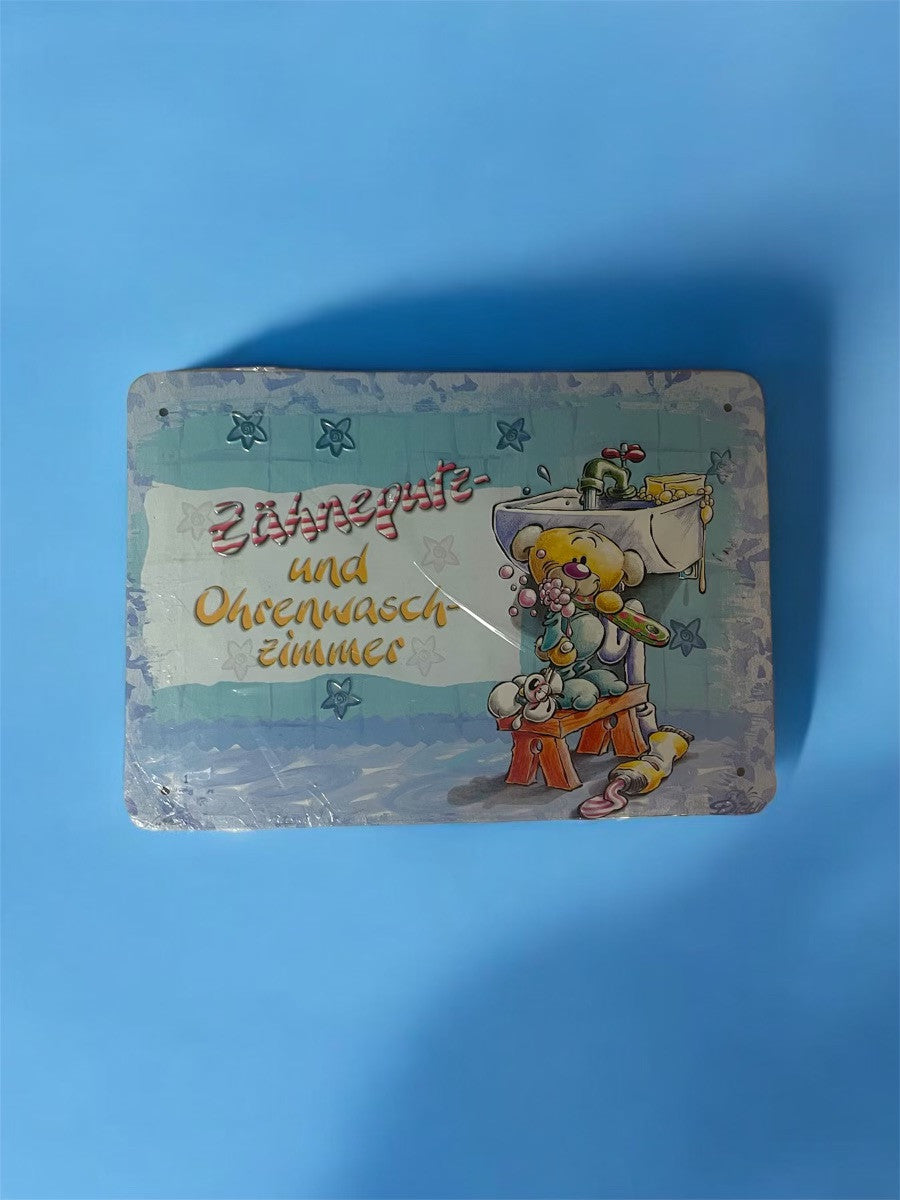 Zähneputz-
und
Ohrenwasch-
zimmer